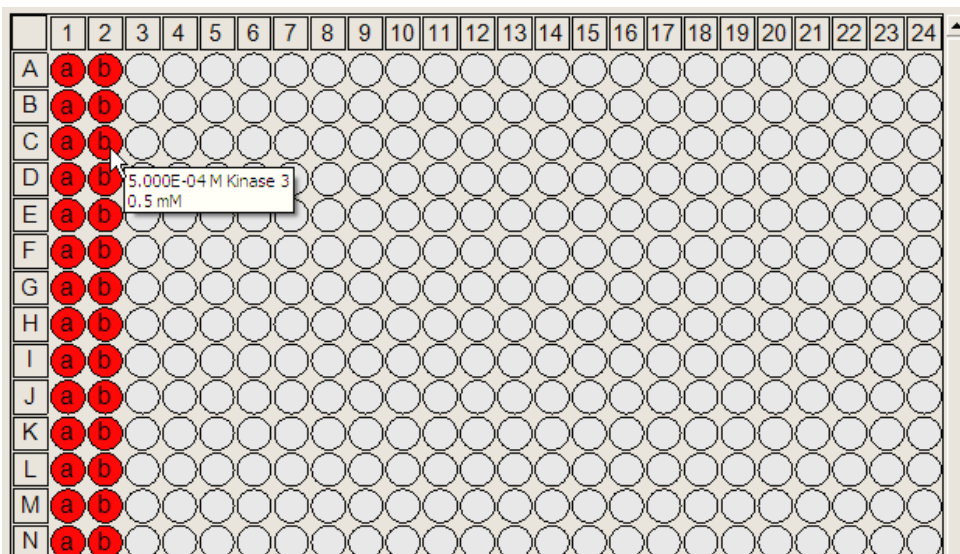 1 2 3 4 5 6 7 8 9 10 11 12 13 14 15 16 17 18 19 20 21 22 23 24
A a b
B a b
C a b
D a b
5.000E-04 M Kinase 3
0.5 mM
E a b
F a b
G a b
H a b
I a b
J a b
K a b
L a b
M a b
N a b